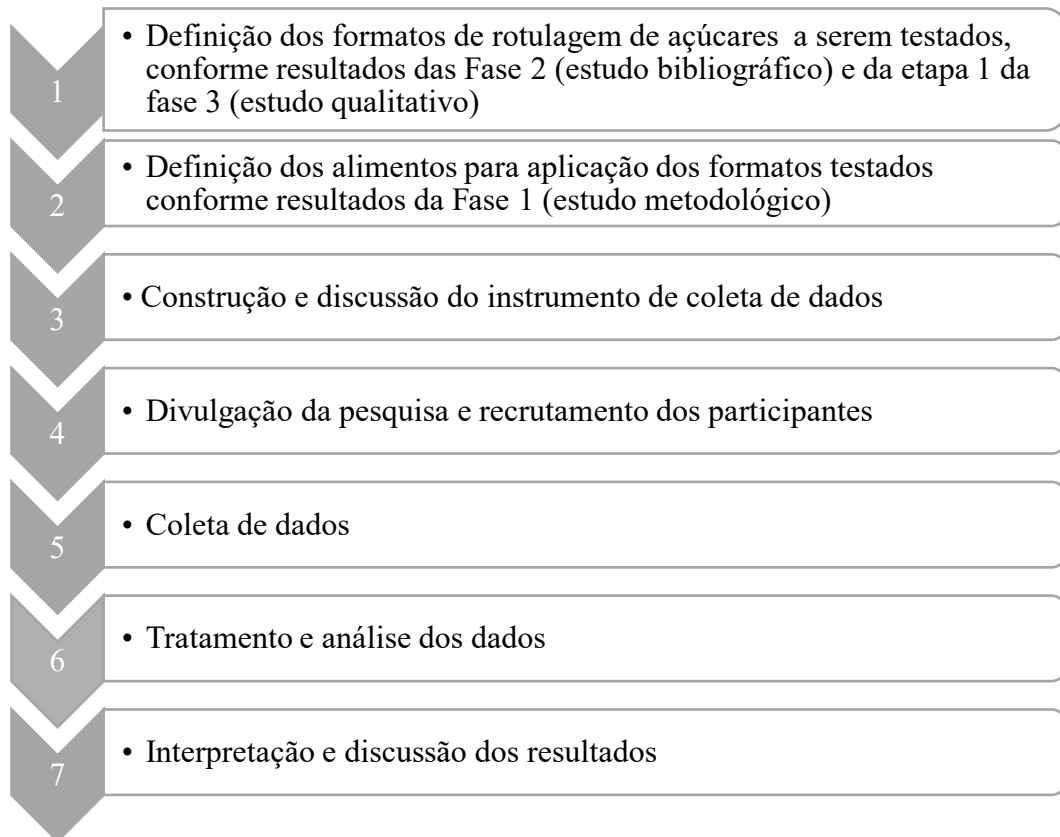 1
• Definição dos formatos de rotulagem de açúcares a serem testados,
conforme resultados das Fase 2 (estudo bibliográfico) e da etapa 1 da
fase 3 (estudo qualitativo)
2
• Definição dos alimentos para aplicação dos formatos testados
conforme resultados da Fase 1 (estudo metodológico)
3
• Construção e discussão do instrumento de coleta de dados
4
• Divulgação da pesquisa e recrutamento dos participantes
5
• Coleta de dados
6
• Tratamento e análise dos dados
7
• Interpretação e discussão dos resultados